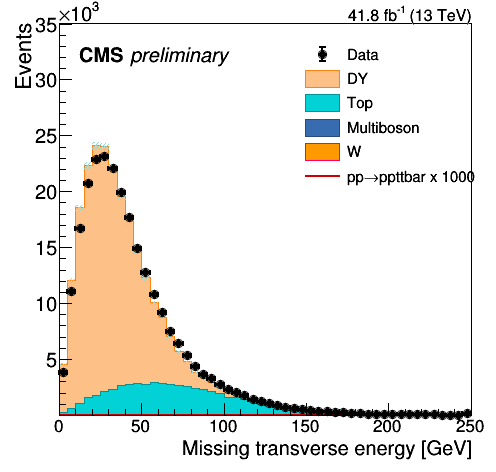 ×10³
41.8 fb⁻¹ (13 TeV)
Events
35
30
25
20
15
10
5
CMS preliminary
Data
DY
Top
Multiboson
W
pp→ppttbar x 1000
0 50 100 150 200 250
Missing transverse energy [GeV]